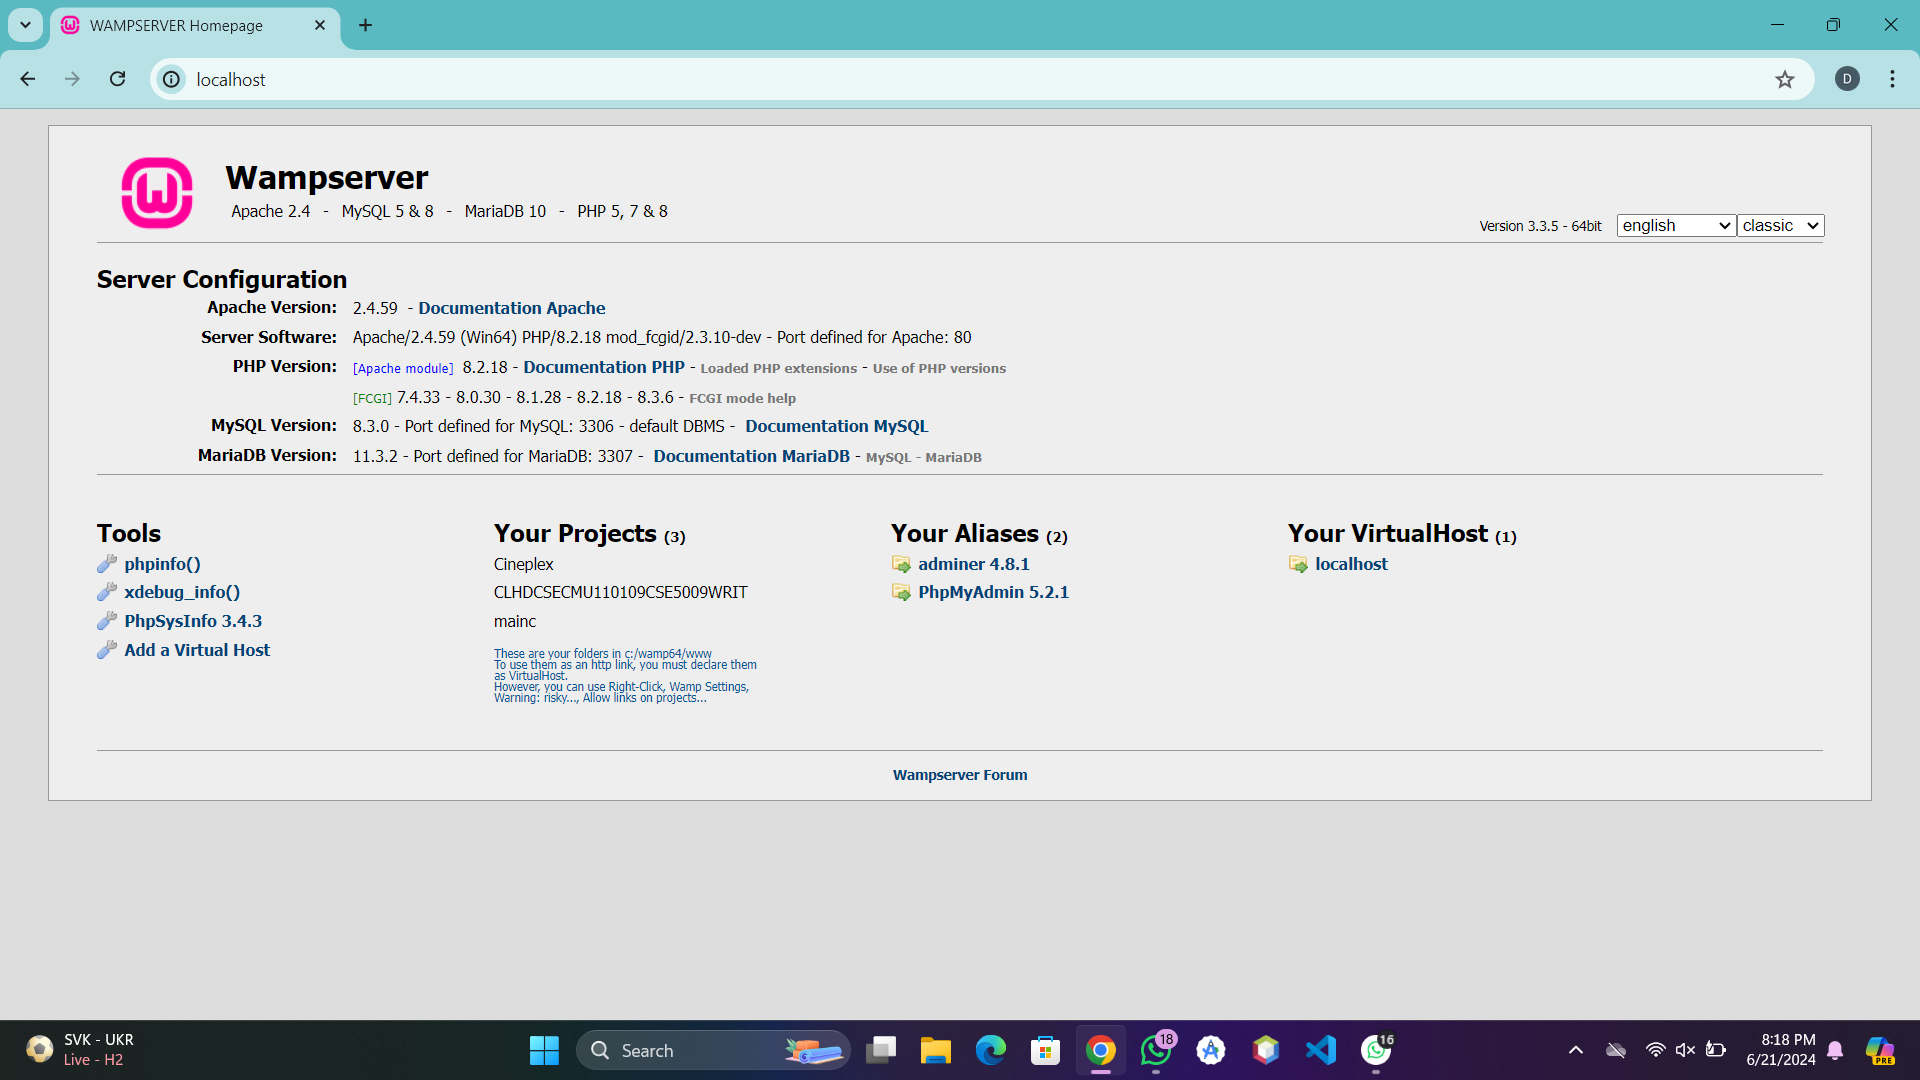 WAMPSERVER Homepage
localhost
D
Wampserver
Apache 2.4 - MySQL 5 & 8 - MariaDB 10 - PHP 5, 7 & 8
Version 3.3.5 - 64bit english classic
Server Configuration
Apache Version: 2.4.59 - Documentation Apache
Server Software: Apache/2.4.59 (Win64) PHP/8.2.18 mod_fcgid/2.3.10-dev - Port defined for Apache: 80
PHP Version: [Apache module] 8.2.18 - Documentation PHP - Loaded PHP extensions - Use of PHP versions
[FCGI] 7.4.33 - 8.0.30 - 8.1.28 - 8.2.18 - 8.3.6 - FCGI mode help
MySQL Version: 8.3.0 - Port defined for MySQL: 3306 - default DBMS - Documentation MySQL
MariaDB Version: 11.3.2 - Port defined for MariaDB: 3307 - Documentation MariaDB - MySQL - MariaDB
Tools
phpinfo()
xdebug_info()
PhpSysInfo 3.4.3
Add a Virtual Host
Your Projects (3)
Cineplex
CLHDCSECMU110109CSE5009WRIT
mainc
These are your folders in c:/wamp64/www
To use them as an http link, you must declare them
as VirtualHost.
However, you can use Right-Click, Wamp Settings,
Warning: risky..., Allow links on projects...
Your Aliases (2)
adminer 4.8.1
PhpMyAdmin 5.2.1
Your VirtualHost (1)
localhost
Wampserver Forum
SVK - UKR
Live - H2
Search
18
16
8:18 PM
6/21/2024
PRE